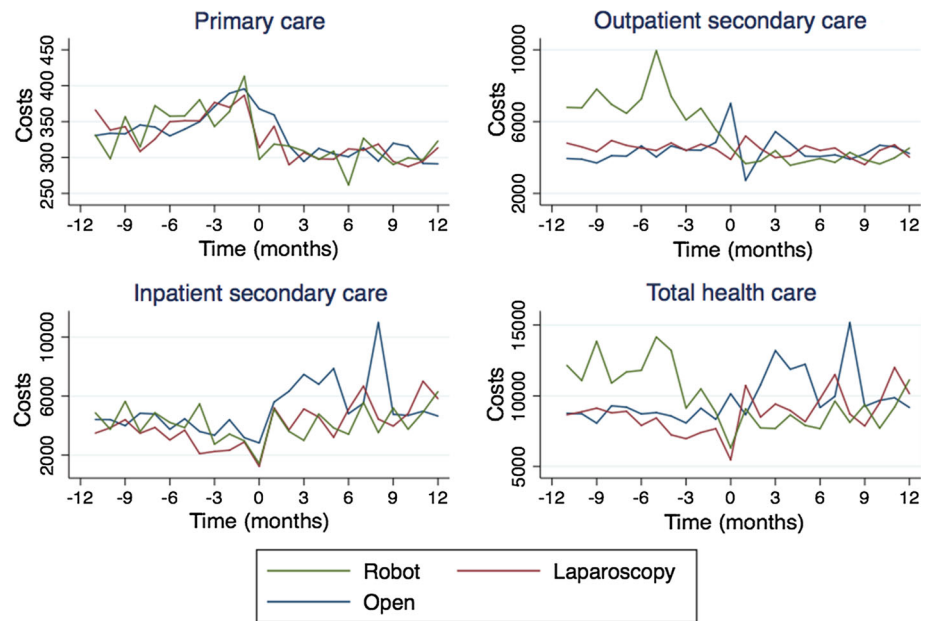 Primary care
Costs
450
400
350
300
250
-12 -9 -6 -3 0 3 6 9 12
Time (months)
Outpatient secondary care
Costs
10000
6000
2000
-12 -9 -6 -3 0 3 6 9 12
Time (months)
Inpatient secondary care
Costs
10000
6000
2000
-12 -9 -6 -3 0 3 6 9 12
Time (months)
Total health care
Costs
15000
10000
5000
-12 -9 -6 -3 0 3 6 9 12
Time (months)
Robot Laparoscopy
Open